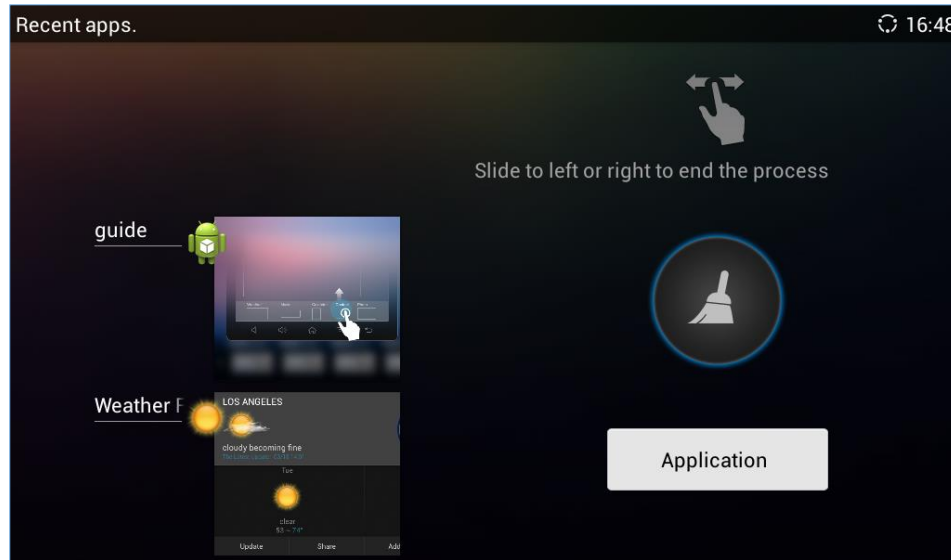 Recent apps.
16:48
Slide to left or right to end the process
guide
Weather
LOS ANGELES
cloudy becoming fine
Tue
clear
Update Share Add
Application